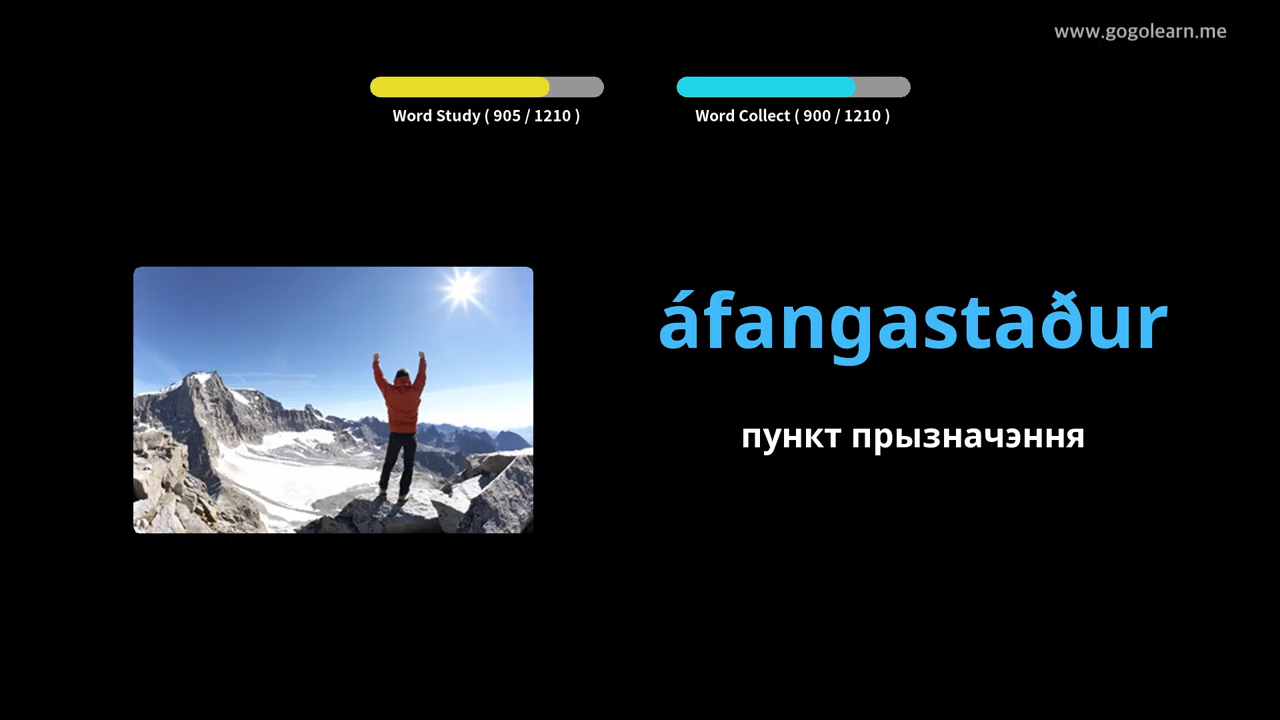 www.gogolearn.me
Word Study ( 905 / 1210 )
Word Collect ( 900 / 1210 )
áfangastaður
пункт прызначэння